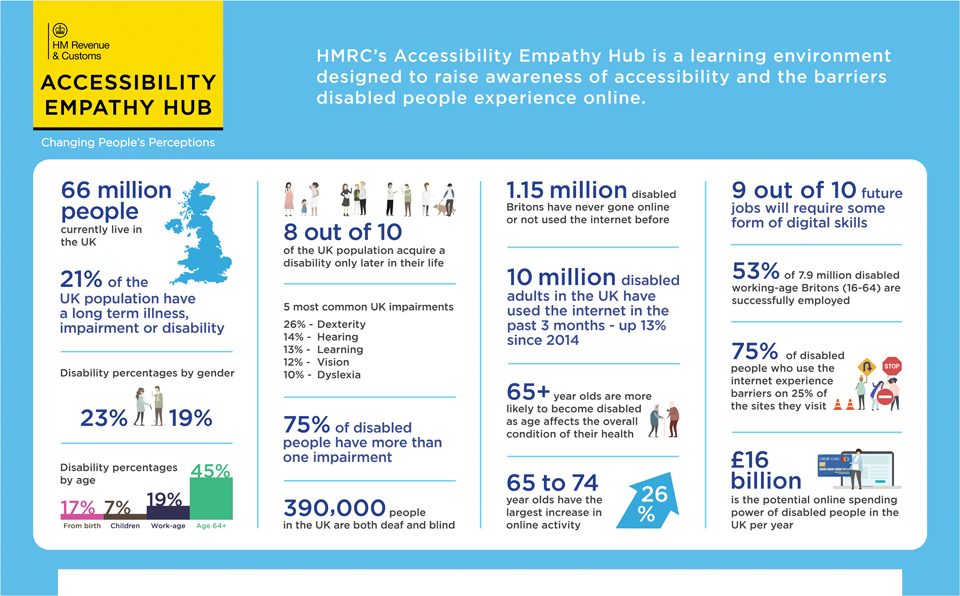 HM Revenue
& Customs
ACCESSIBILITY
EMPATHY HUB
Changing People's Perceptions
HMRC's Accessibility Empathy Hub is a learning environment
designed to raise awareness of accessibility and the barriers
disabled people experience online.
66 million
people
currently live in
the UK
21% of the
UK population have
a long term illness,
impairment or disability
Disability percentages by gender
23% 19%
Disability percentages
by age
17% 7% 19% 45%
From birth Children Work-age Age 64+
8 out of 10
of the UK population acquire a
disability only later in their life
5 most common UK impairments
26% - Dexterity
14% - Hearing
13% - Learning
12% - Vision
10% - Dyslexia
75% of disabled
people have more than
one impairment
390,000 people
in the UK are both deaf and blind
1.15 million disabled
Britons have never gone online
or not used the internet before
10 million disabled
adults in the UK have
used the internet in the
past 3 months - up 13%
since 2014
65+ year olds are more
likely to become disabled
as age affects the overall
condition of their health
65 to 74
year olds have the
largest increase in
online activity
26
%
9 out of 10 future
jobs will require some
form of digital skills
53% of 7.9 million disabled
working-age Britons (16-64) are
successfully employed
75% of disabled
people who use the
internet experience
barriers on 25% of
the sites they visit
STOP
£16
billion
CREDIT CARD
is the potential online spending
power of disabled people in the
UK per year